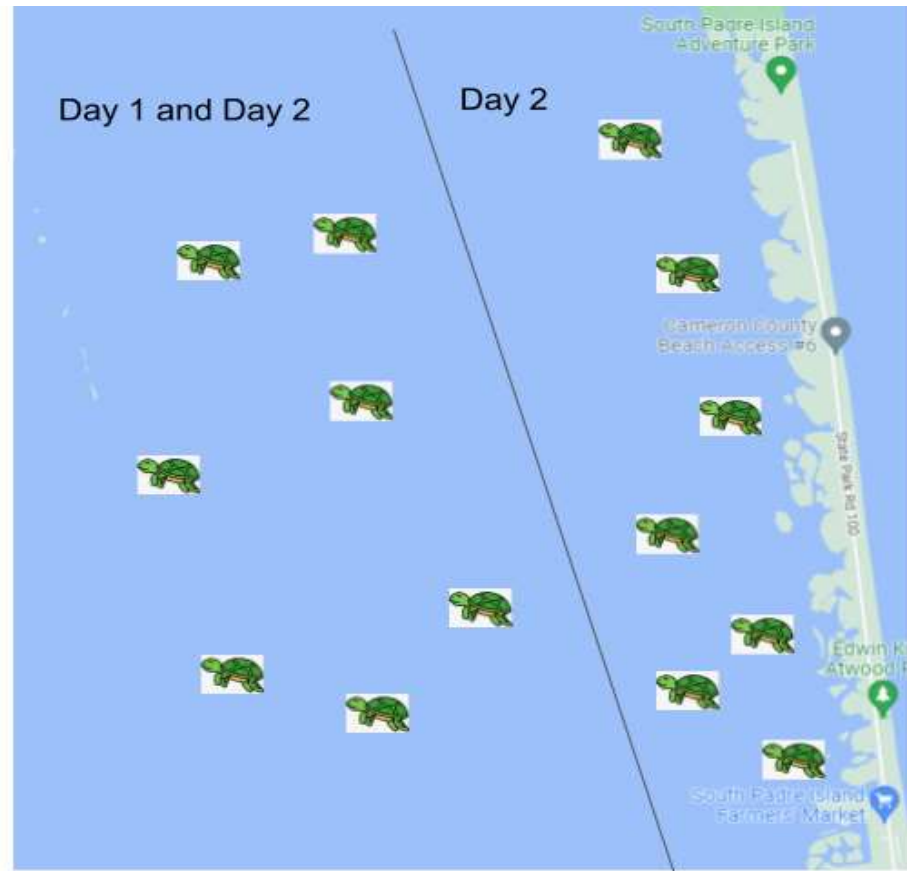 South Padre Island
Adventure Park
Day 1 and Day 2
Day 2
Cameron County
Beach Access #6
State Park Rd 100
Edwin K
Atwood
South Padre Island
Farmers' Market